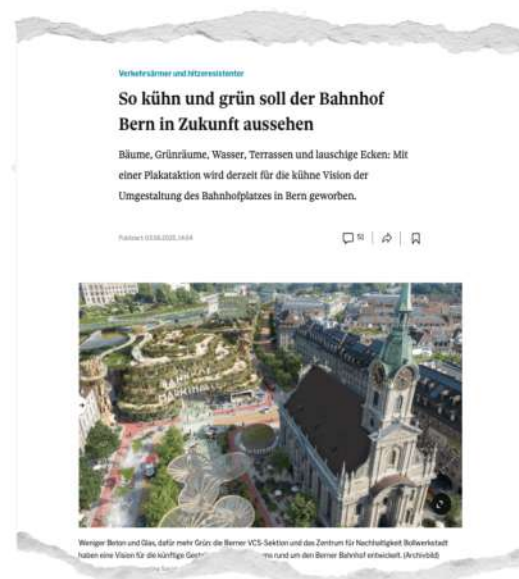 Verkehrsärmer und hitzeresistenter
So kühn und grün soll der Bahnhof
Bern in Zukunft aussehen
Bäume, Grünräume, Wasser, Terrassen und lauschige Ecken: Mit
einer Plakataktion wird derzeit für die kühne Vision der
Umgestaltung des Bahnhofplatzes in Bern geworben.
Publiziert:
51
BAHNHOF
MARKTHALLE
Weniger Beton und Glas, dafür mehr Grün: die Berner VCS-Sektion und das Zentrum für Nachhaltigkeit Bollwerkstadt
haben eine Vision für die künftige rund um den Berner Bahnhof entwickelt. (Archivbild)